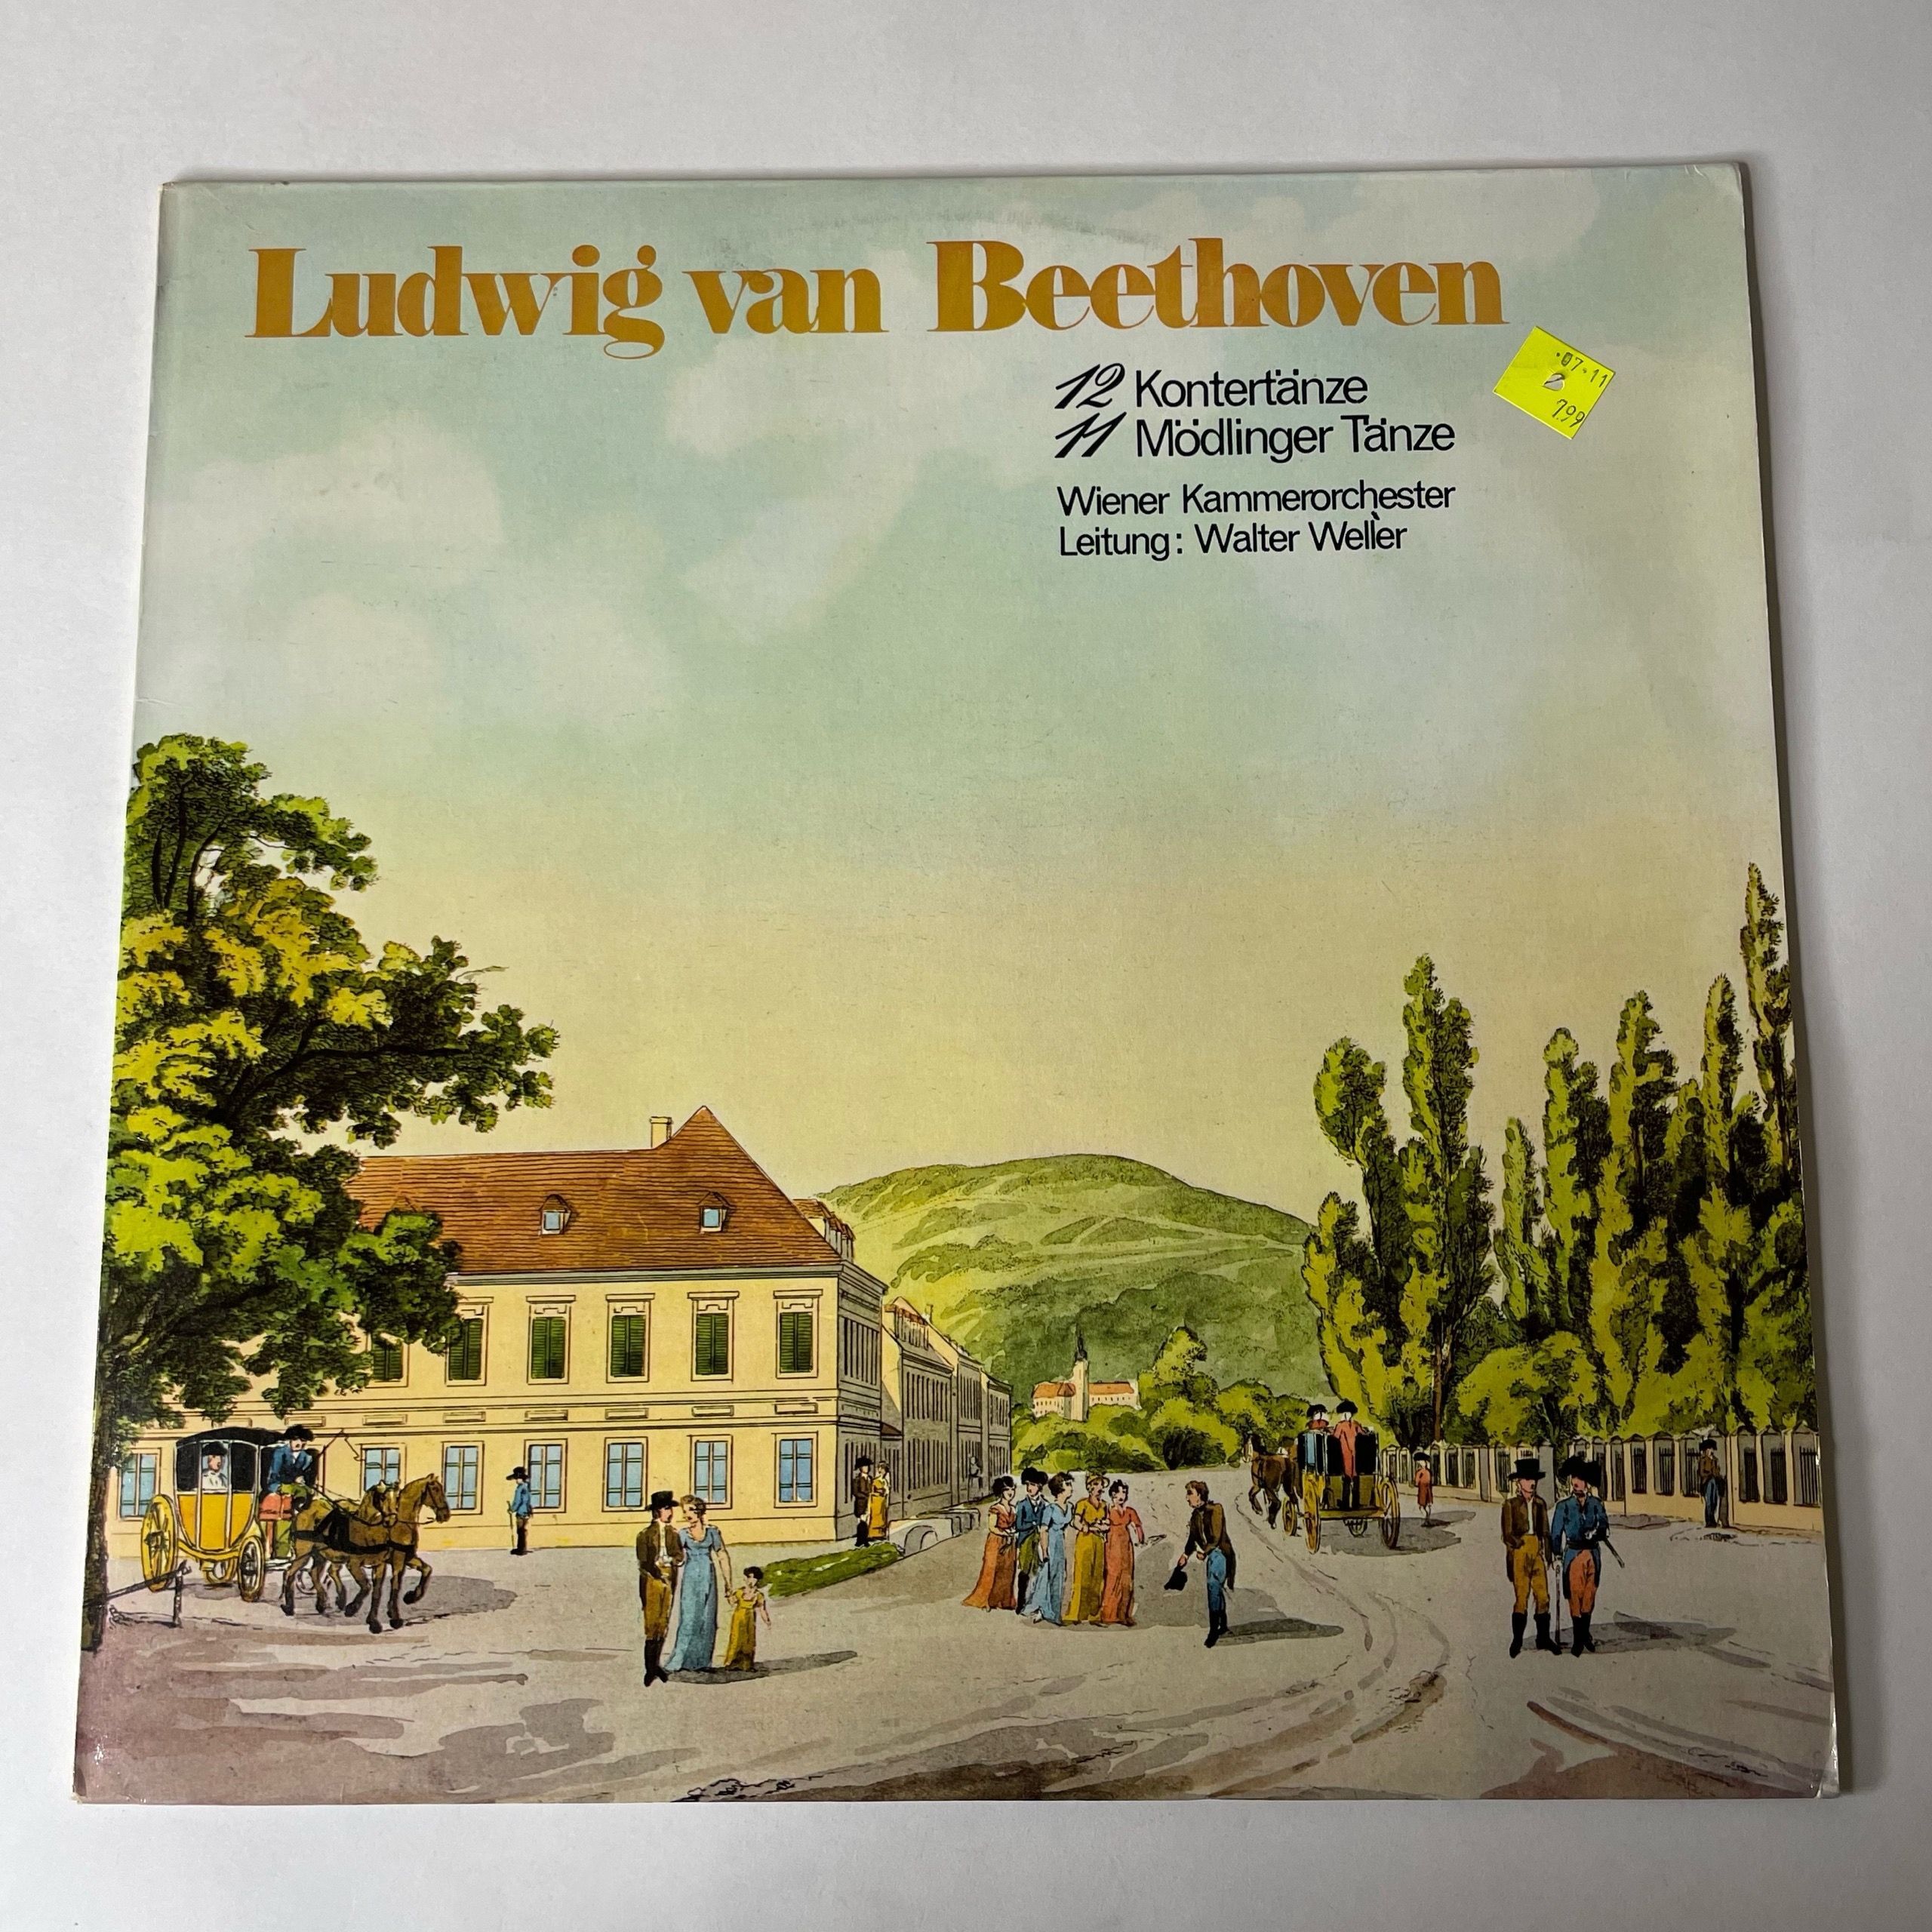 Ludwig van Beethoven
12 Kontertänze
11 Mödlinger Tänze
Wiener Kammerorchester
Leitung: Walter Weller
07.11
7.99